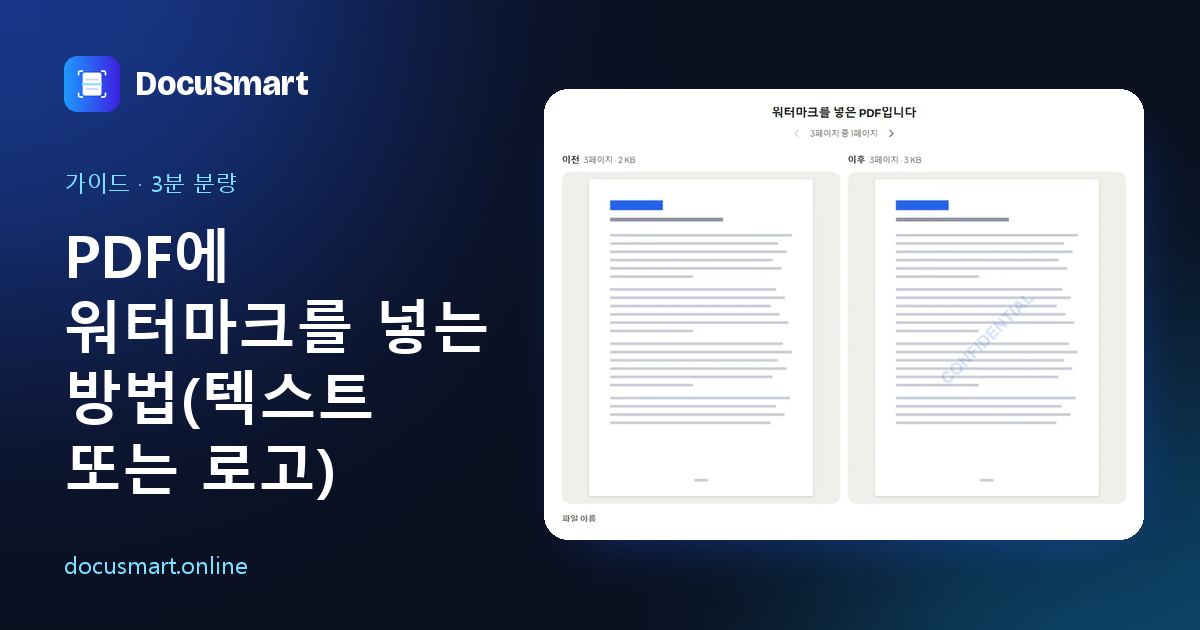 DocuSmart
가이드 · 3분 분량
PDF에
워터마크를 넣는
방법(텍스트
또는 로고)
docusmart.online
워터마크를 넣은 PDF입니다
3페이지 중 1페이지
이전 3페이지 · 2 KB
이후 3페이지 · 3 KB
CONFIDENTIAL
파일 이름